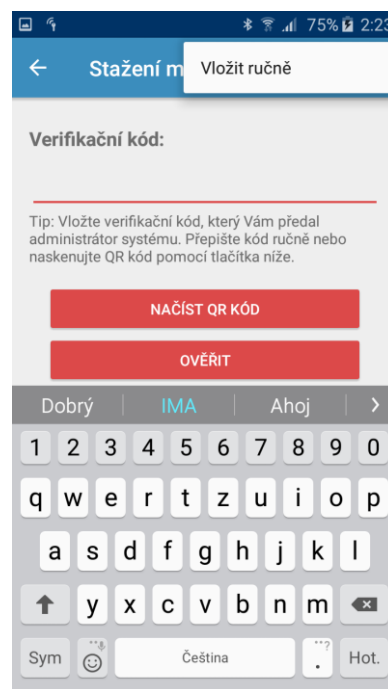 75% 2:23
Stažení m
Vložit ručně
Verifikační kód:
Tip: Vložte verifikační kód, který Vám předal
administrátor systému. Přepište kód ručně nebo
naskenujte QR kód pomocí tlačítka níže.
NAČÍST QR KÓD
OVĚŘIT
Dobrý IMA Ahoj >
1 2 3 4 5 6 7 8 9 0
q w e r t z u i o p
a s d f g h j k l
y x c v b n m
Sym Čeština . ? Hot.